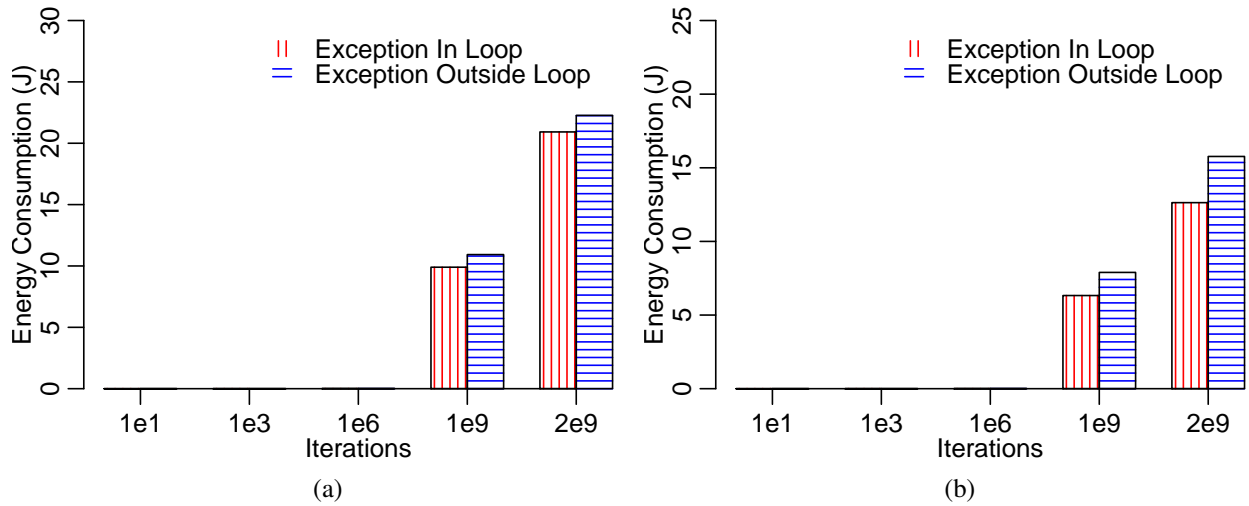 Energy Consumption (J)
30
25
20
15
10
5
0
Exception In Loop
Exception Outside Loop
1e1 1e3 1e6 1e9 2e9
Iterations
(a)
Energy Consumption (J)
25
20
15
10
5
0
Exception In Loop
Exception Outside Loop
1e1 1e3 1e6 1e9 2e9
Iterations
(b)